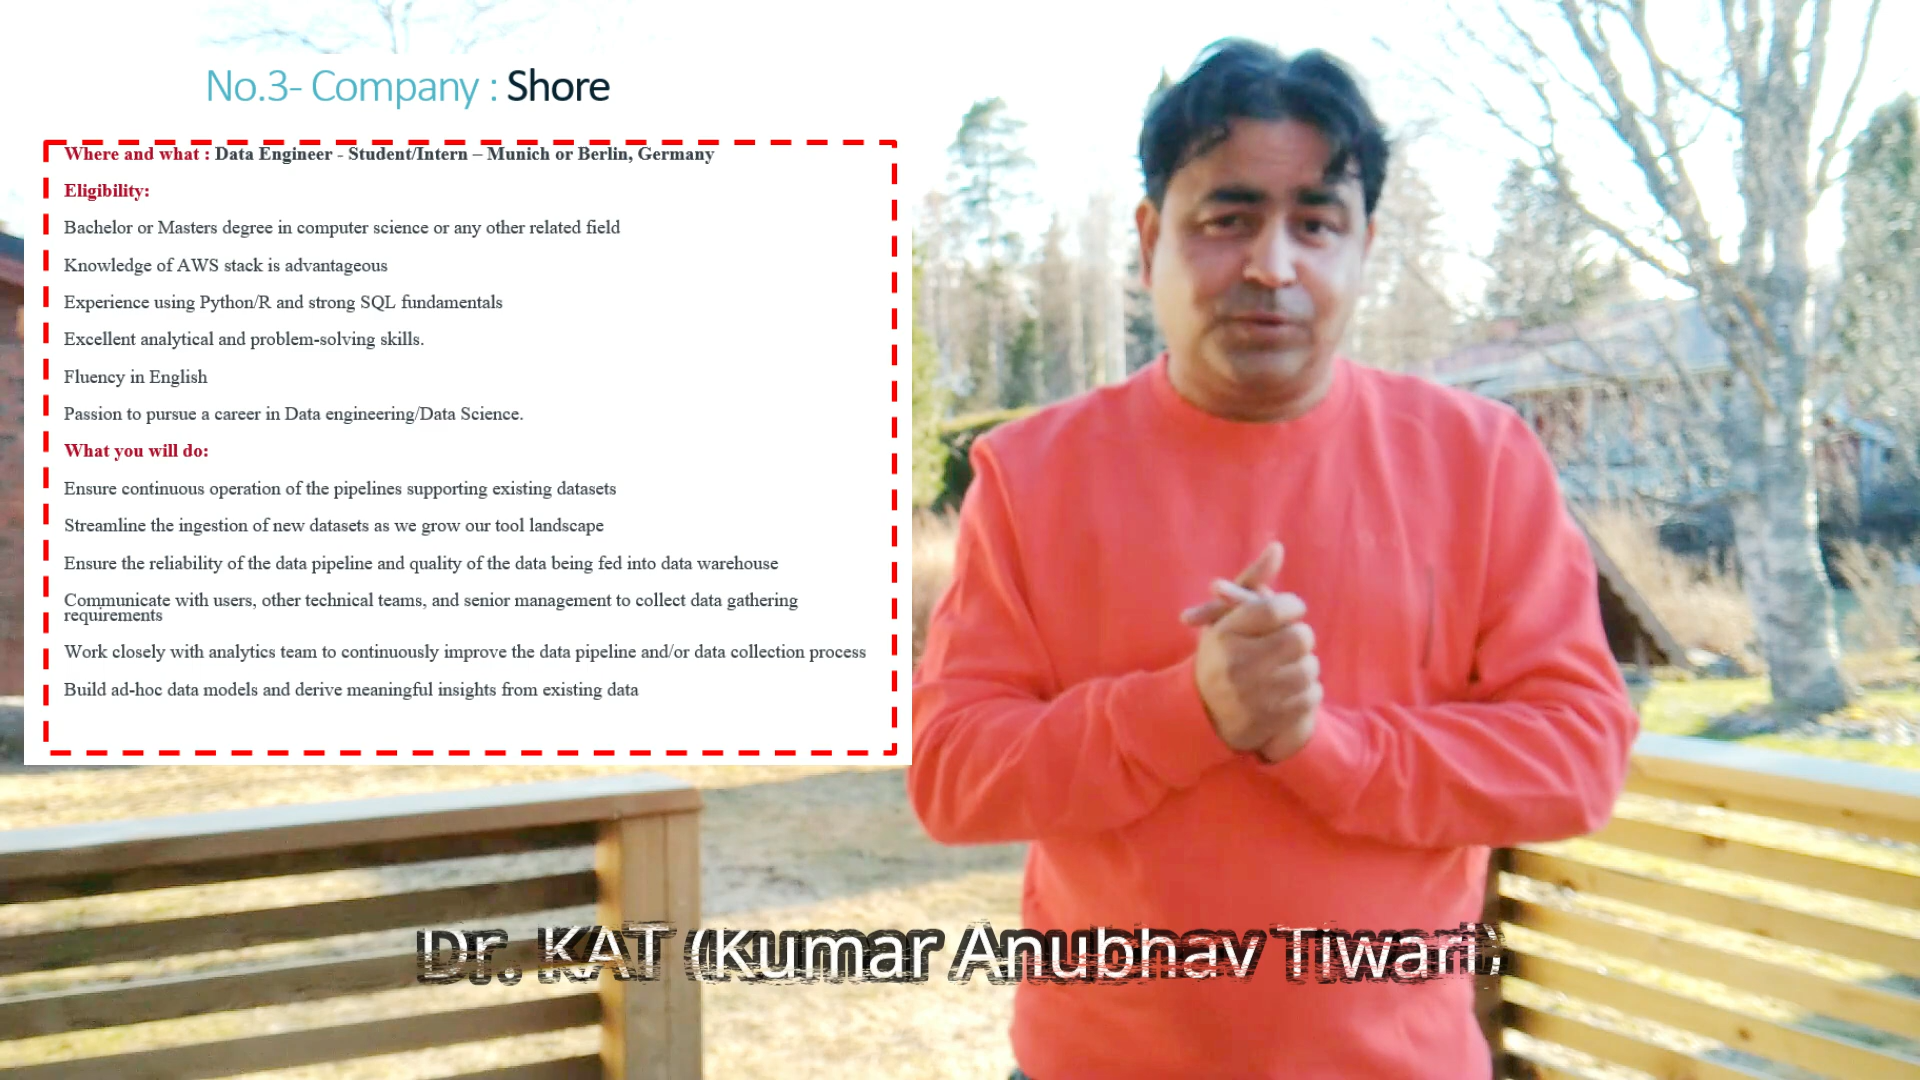 No.3- Company : Shore
Where and what : Data Engineer - Student/Intern – Munich or Berlin, Germany
Eligibility:
Bachelor or Masters degree in computer science or any other related field
Knowledge of AWS stack is advantageous
Experience using Python/R and strong SQL fundamentals
Excellent analytical and problem-solving skills.
Fluency in English
Passion to pursue a career in Data engineering/Data Science.
What you will do:
Ensure continuous operation of the pipelines supporting existing datasets
Streamline the ingestion of new datasets as we grow our tool landscape
Ensure the reliability of the data pipeline and quality of the data being fed into data warehouse
Communicate with users, other technical teams, and senior management to collect data gathering
requirements
Work closely with analytics team to continuously improve the data pipeline and/or data collection process
Build ad-hoc data models and derive meaningful insights from existing data
Dr. KAT (Kumar Anubhav Tiwari)